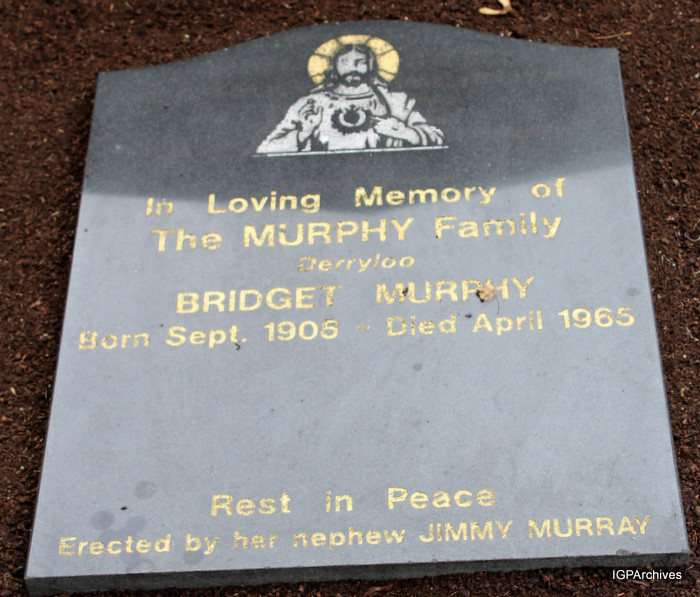 In Loving Memory of
The MURPHY Family
Derryloo
BRIDGET MURPHY
Born Sept. 1905 - Died April 1965
Rest in Peace
Erected by her nephew JIMMY MURRAY
IGPArchives